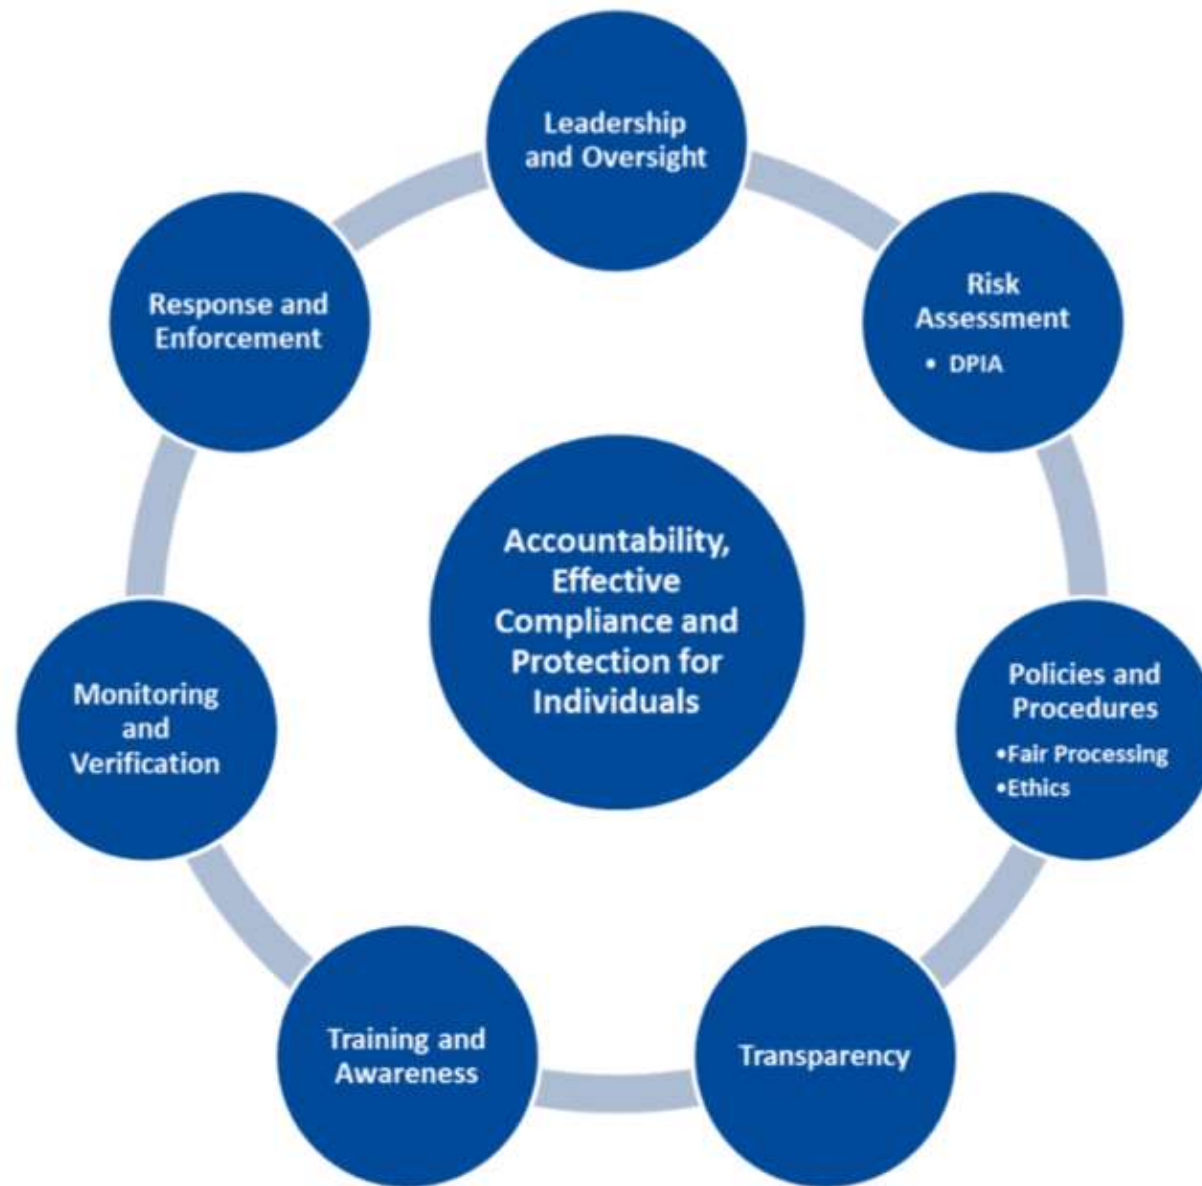 Leadership
and Oversight
Risk
Assessment
• DPIA
Policies and
Procedures
•Fair Processing
•Ethics
Transparency
Training and
Awareness
Monitoring
and
Verification
Response and
Enforcement
Accountability,
Effective
Compliance and
Protection for
Individuals